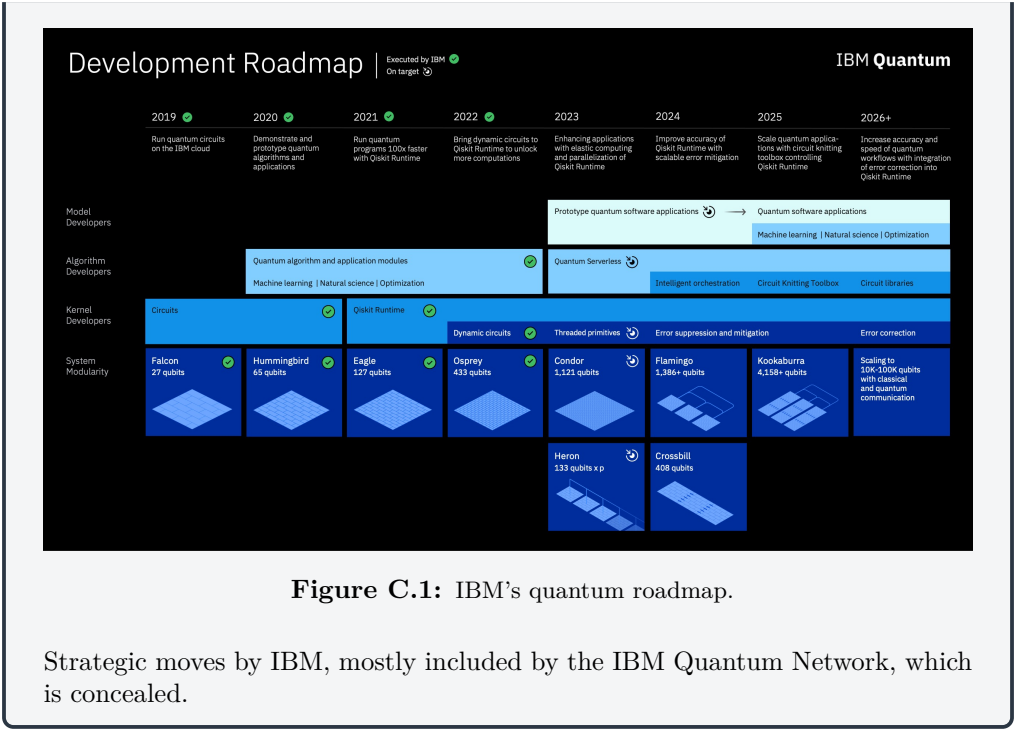 Development Roadmap
Executed by IBM
On target
IBM Quantum
2019
2020
2021
2022
2023
2024
2025
2026+
Run quantum circuits
on the IBM cloud
Demonstrate and
prototype quantum
algorithms and
applications
Run quantum
programs 100x faster
with Qiskit Runtime
Bring dynamic circuits to
Qiskit Runtime to unlock
more computations
Enhancing applications
with elastic computing
and parallelization of
Qiskit Runtime
Improve accuracy of
Qiskit Runtime with
scalable error mitigation
Scale quantum applica-
tions with circuit knitting
toolbox controlling
Qiskit Runtime
Increase accuracy and
speed of quantum
workflows with integration
of error correction into
Qiskit Runtime
Model
Developers
Prototype quantum software applications
Quantum software applications
Machine learning | Natural science | Optimization
Algorithm
Developers
Quantum algorithm and application modules
Machine learning | Natural science | Optimization
Quantum Serverless
Intelligent orchestration
Circuit Knitting Toolbox
Circuit libraries
Kernel
Developers
Circuits
Qiskit Runtime
Dynamic circuits
Threaded primitives
Error suppression and mitigation
Error correction
System
Modularity
Falcon
27 qubits
Hummingbird
65 qubits
Eagle
127 qubits
Osprey
433 qubits
Condor
1,121 qubits
Flamingo
1,386+ qubits
Kookaburra
4,158+ qubits
Scaling to
10K-100K qubits
with classical
and quantum
communication
Heron
133 qubits x p
Crossbill
408 qubits
Figure C.1: IBM's quantum roadmap.
Strategic moves by IBM, mostly included by the IBM Quantum Network, which
is concealed.